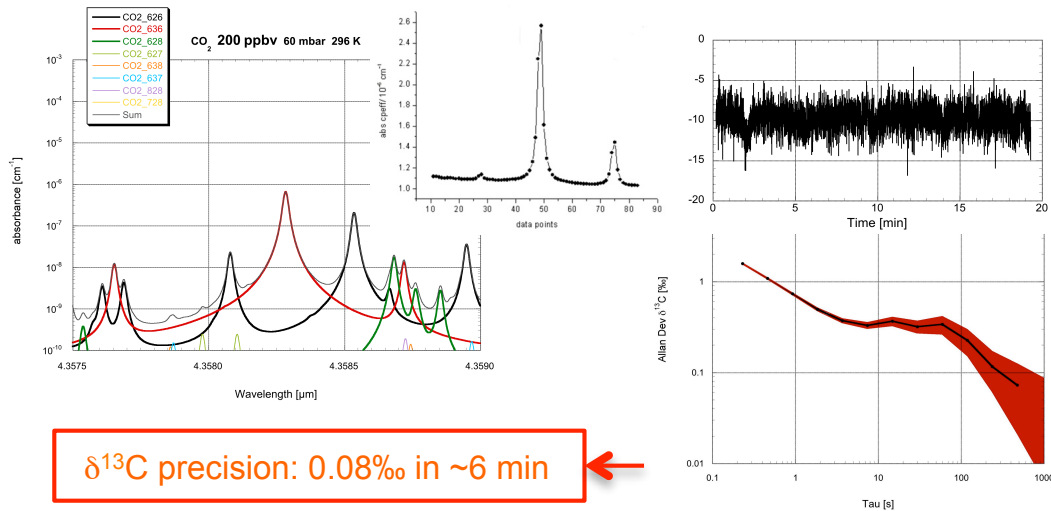 CO2_626
CO2_636
CO2_628
CO2_627
CO2_638
CO2_637
CO2_828
CO2_728
Sum
CO2 200 ppbv 60 mbar 296 K
10-3
10-4
10-5
10-6
10-7
10-8
10-9
10-10
absorbance [cm-1]
4.3575
4.3580
4.3585
4.3590
Wavelength [µm]
2.6
2.4
2.2
2.0
1.8
1.6
1.4
1.2
1.0
abs cpeff/ 10-6 cm-1
10
20
30
40
50
60
70
80
90
data points
0
-5
-10
-15
-20
0
5
10
15
20
Time [min]
1
0.1
0.01
Allan Dev δ13C [‰]
0.1
1
10
100
1000
Tau [s]
δ13C precision: 0.08‰ in ~6 min